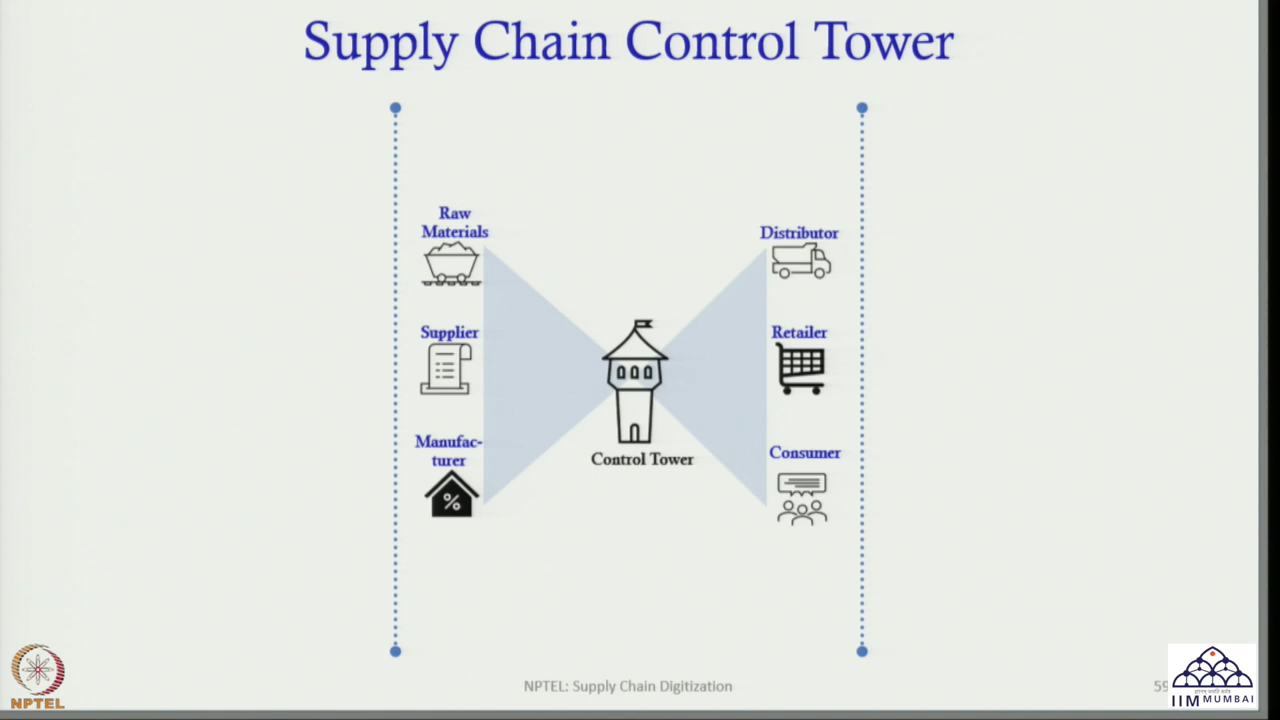 Supply Chain Control Tower
Raw
Materials
Supplier
Manufac-
turer
%
Control Tower
Distributor
Retailer
Consumer
NPTEL
NPTEL: Supply Chain Digitization
59
IIM MUMBAI